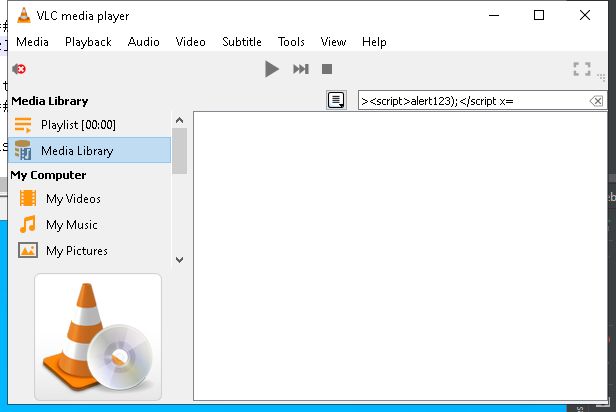 VLC media player
Media Playback Audio Video Subtitle Tools View Help
Media Library
><script>alert123);</script x=
Playlist [00:00]
Media Library
My Computer
My Videos
My Music
My Pictures